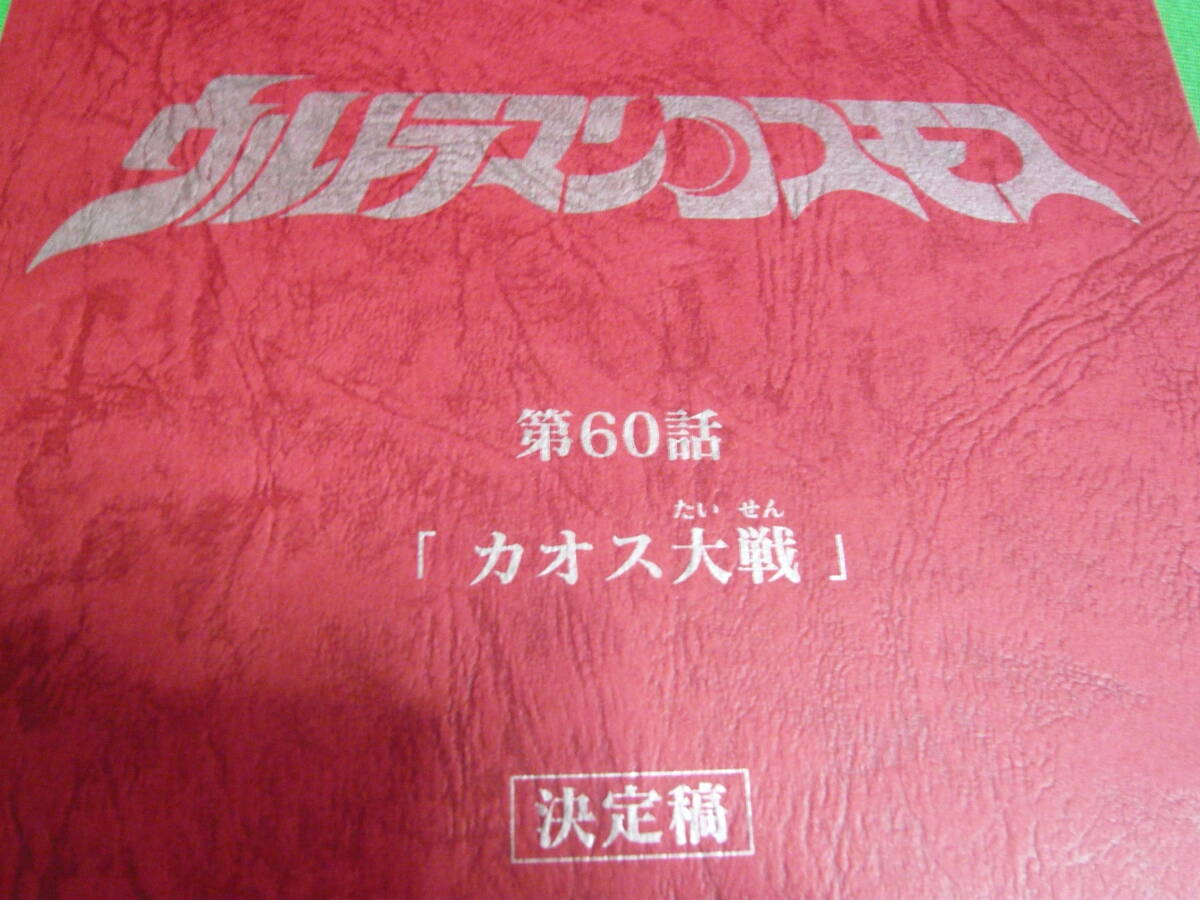 ウルトラマンコスモス
第60話
たい せん
「 カオス大戦 」
決定稿